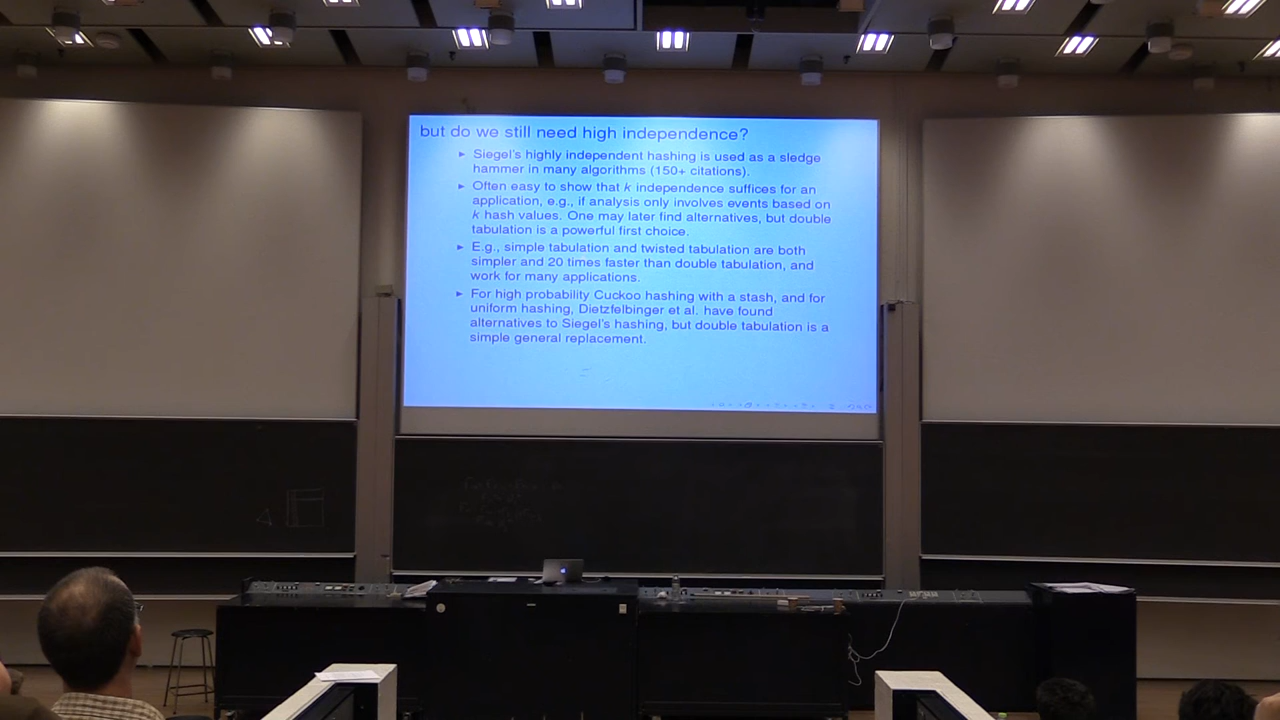 but do we still need high independence?
► Siegel's highly independent hashing is used as a sledge
hammer in many algorithms (150+ citations).
► Often easy to show that k independence suffices for an
application, e.g., if analysis only involves events based on
k hash values. One may later find alternatives, but double
tabulation is a powerful first choice.
► E.g., simple tabulation and twisted tabulation are both
simpler and 20 times faster than double tabulation, and
work for many applications.
► For high probability Cuckoo hashing with a stash, and for
uniform hashing, Dietzfelbinger et al. have found
alternatives to Siegel's hashing, but double tabulation is a
simple general replacement.